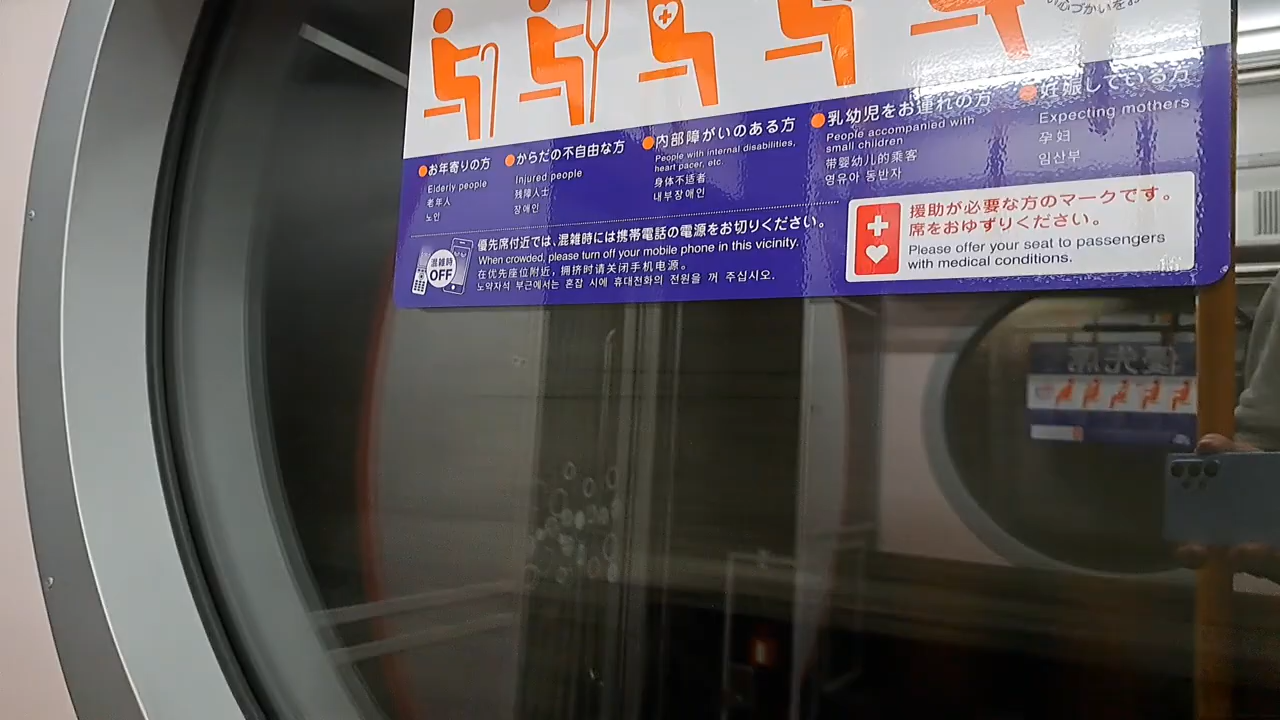 お年寄りの方
Elderly people
老年人
노인
からだの不自由な方
Injured people
残障人士
장애인
内部障がいのある方
People with internal disabilities,
heart pacer, etc.
身体不适者
내부장애인
乳幼児をお連れの方
People accompanied with
small children
带婴幼儿的乘客
영유아 동반자
妊娠している方
Expecting mothers
孕妇
임산부
優先席付近では、混雑時には携帯電話の電源をお切りください。
When crowded, please turn off your mobile phone in this vicinity.
在优先座位附近，拥挤时请关闭手机电源。
노약자석 부근에서는 혼잡 시에 휴대전화의 전원을 꺼 주십시오.
混雑時
OFF
援助が必要な方のマークです。
席をおゆずりください。
Please offer your seat to passengers
with medical conditions.
優先席